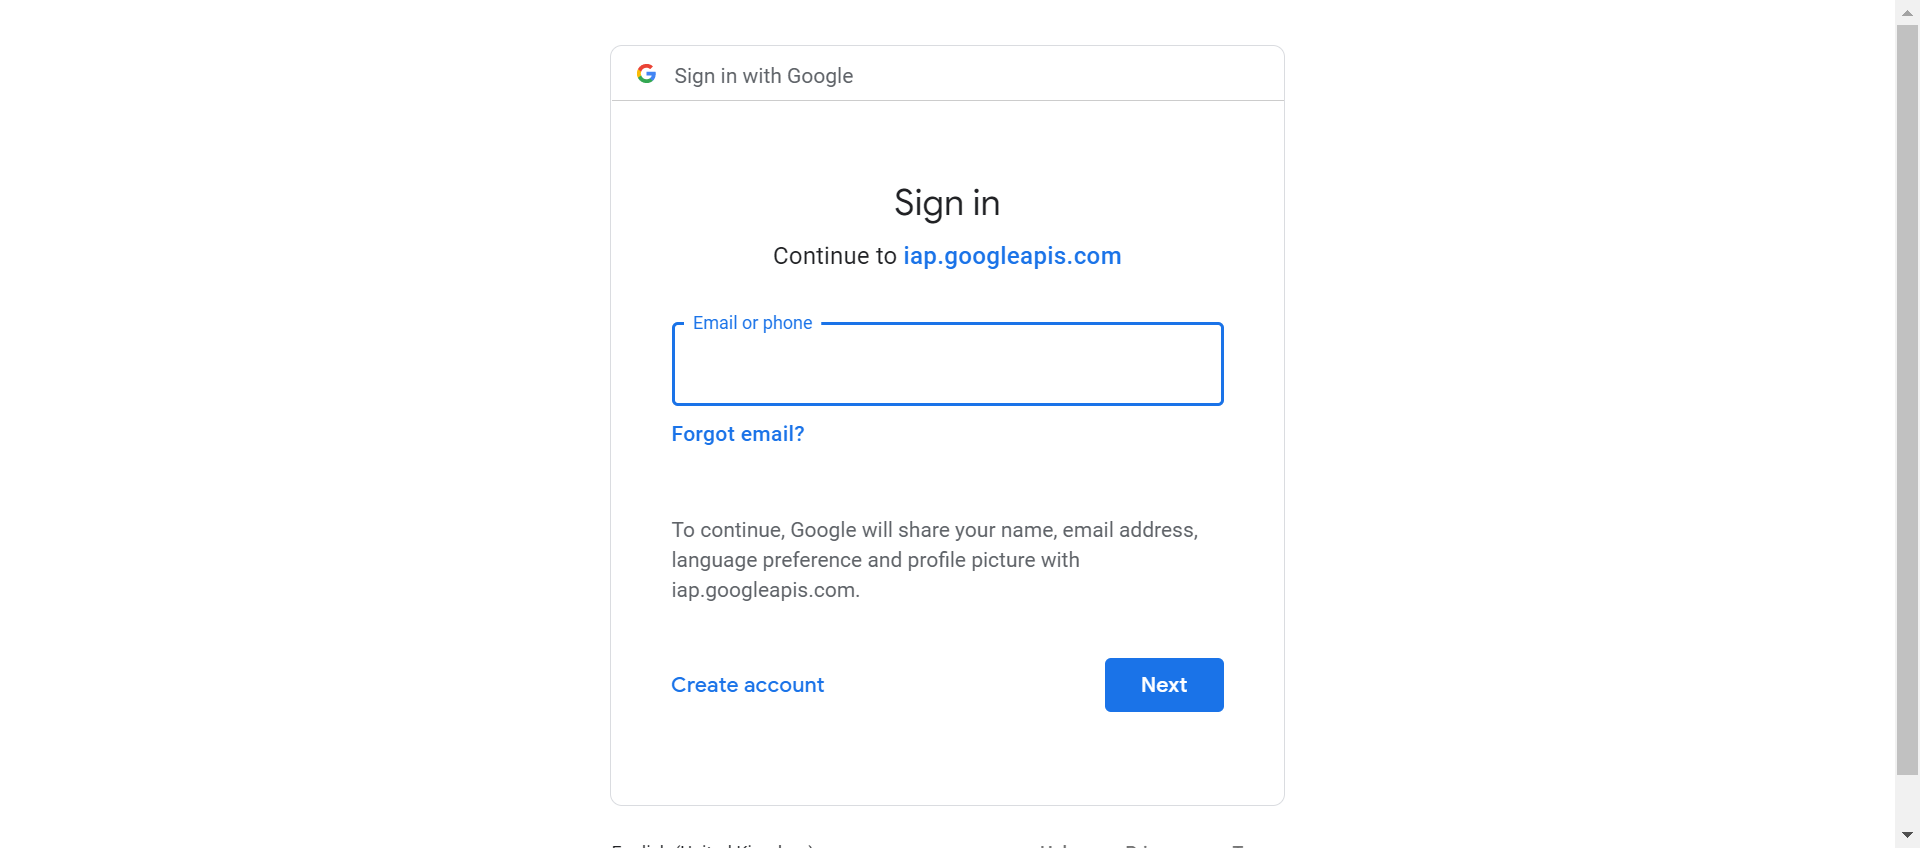 Sign in with Google
Sign in
Continue to iap.googleapis.com
Email or phone
Forgot email?
To continue, Google will share your name, email address,
language preference and profile picture with
iap.googleapis.com.
Create account
Next